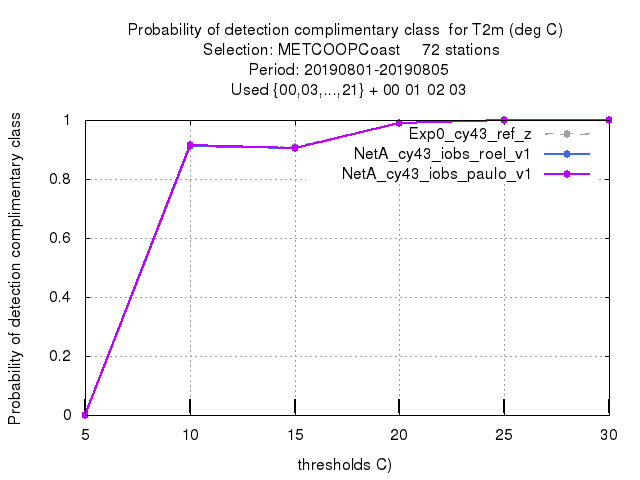 Probability of detection complimentary class  for T2m (deg C)
Selection: METCOOPCoast     72 stations
Period: 20190801-20190805
Used {00,03,...,21} + 00 01 02 03
Probability of detection complimentary class
1
0.8
0.6
0.4
0.2
0
Exp0_cy43_ref_z
NetA_cy43_iobs_roel_v1
NetA_cy43_iobs_paulo_v1
5 10 15 20 25 30
thresholds C)